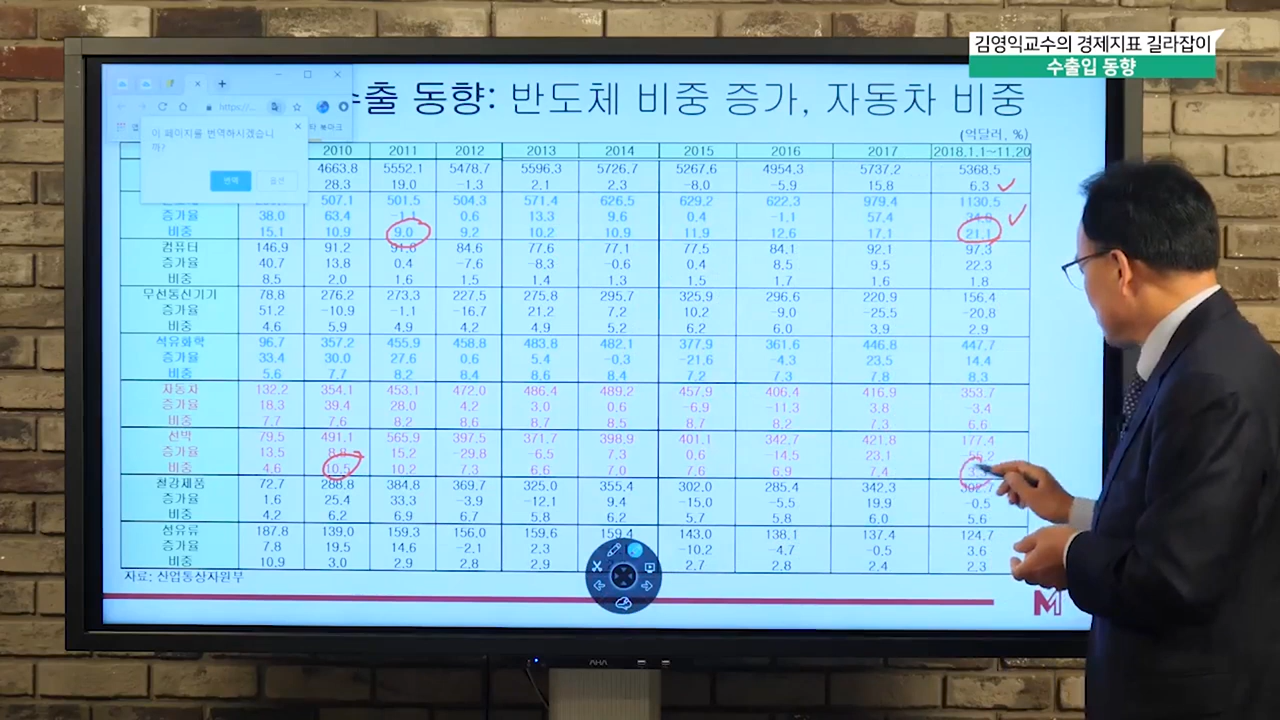 김영익교수의 경제지표 길라잡이
수출입 동향
https://...
이 페이지를 번역하시겠습니
까?
번역
옵션
북마크
수출 동향: 반도체 비중 증가, 자동차 비중
(억달러, %)
2010 2011 2012 2013 2014 2015 2016 2017 2018.1.1~11.20
4663.8 5552.1 5478.7 5596.3 5726.7 5267.6 4954.3 5737.2 5368.5
28.3 19.0 -1.3 2.1 2.3 -8.0 -5.9 15.8 6.3
507.1 501.5 504.3 571.4 626.5 629.2 622.3 979.4 1130.5
증가율 38.0 63.4 -1.1 0.6 13.3 9.6 0.4 -1.1 57.4 34.8
비중 15.1 10.9 9.0 9.2 10.2 10.9 11.9 12.6 17.1 21.1
컴퓨터 146.9 91.2 91.6 84.6 77.6 77.1 77.5 84.1 92.1 97.3
증가율 40.7 13.8 0.4 -7.6 -8.3 -0.6 0.4 8.5 9.5 22.3
비중 8.5 2.0 1.6 1.5 1.4 1.3 1.5 1.7 1.6 1.8
무선통신기기 78.8 276.2 273.3 227.5 275.8 295.7 325.9 296.6 220.9 156.4
증가율 51.2 -10.9 -1.1 -16.7 21.2 7.2 10.2 -9.0 -25.5 -20.8
비중 4.6 5.9 4.9 4.2 4.9 5.2 6.2 6.0 3.9 2.9
석유화학 96.7 357.2 455.9 458.8 483.8 482.1 377.9 361.6 446.8 447.7
증가율 33.4 30.0 27.6 0.6 5.4 -0.3 -21.6 -4.3 23.5 14.4
비중 5.6 7.7 8.2 8.4 8.6 8.4 7.2 7.3 7.8 8.3
자동차 132.2 354.1 453.1 472.0 486.4 489.2 457.9 406.4 416.9 353.7
증가율 18.3 39.4 28.0 4.2 3.0 0.6 -6.9 -11.3 3.8 -3.4
비중 7.7 7.6 8.2 8.6 8.7 8.5 8.7 8.2 7.3 6.6
선박 79.5 491.1 565.9 397.5 371.7 398.9 401.1 342.7 421.8 177.4
증가율 13.5 15.2 -29.8 -6.5 7.3 0.6 -14.5 23.1
비중 4.6 10.5 10.2 7.3 6.6 7.0 7.6 6.9 7.4
철강제품 72.7 288.8 384.8 369.7 325.0 355.4 302.0 285.4 342.3 302.7
증가율 1.6 25.4 33.3 -3.9 -12.1 9.4 -15.0 -5.5 19.9 -0.5
비중 4.2 6.2 6.9 6.7 5.8 6.2 5.7 5.8 6.0 5.6
섬유류 187.8 139.0 159.3 156.0 159.6 159.4 143.0 138.1 137.4 124.7
증가율 7.8 19.5 14.6 -2.1 2.3 -10.2 -4.7 -0.5 3.6
비중 10.9 3.0 2.9 2.8 2.9 2.7 2.8 2.4 2.3
자료: 산업통상자원부
AHA